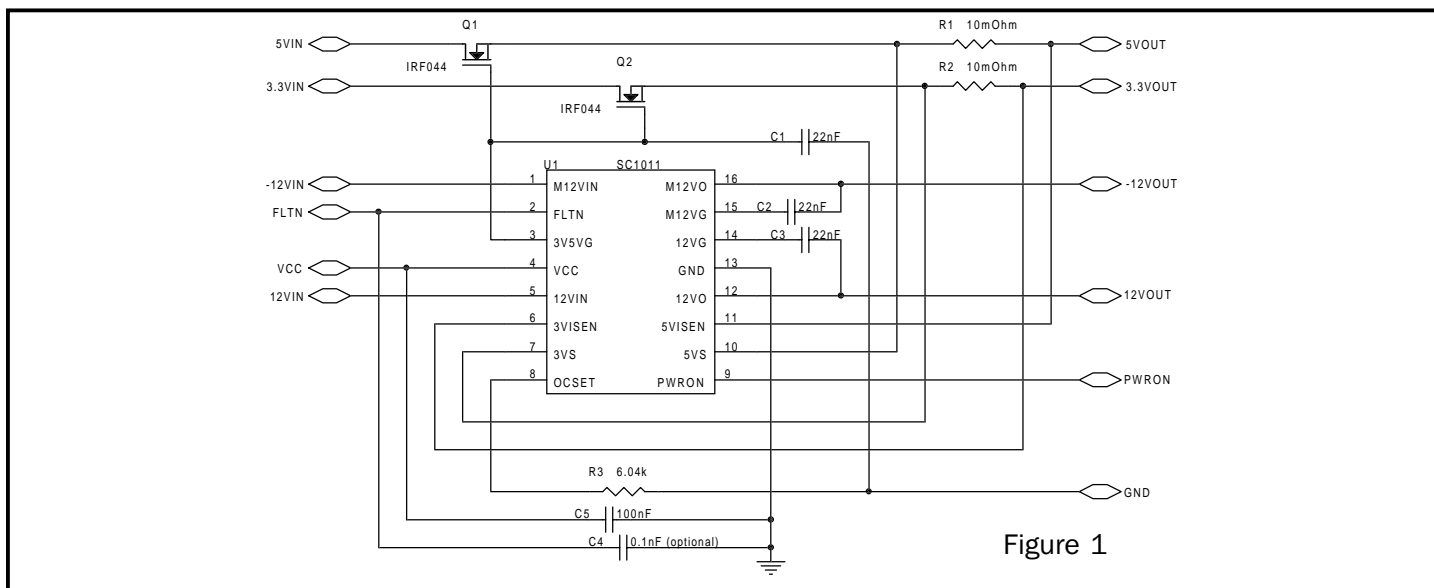 Q1
R1 10mOhm
5VIN
5VOUT
IRF044
Q2
R2 10mOhm
3.3VIN
3.3VOUT
IRF044
C1 22nF
U1 SC1011
-12VIN 1 M12VIN M12VO 16 -12VOUT
FLTN 2 FLTN M12VG 15 C2 22nF
3 3V5VG 12VG 14 C3 22nF
VCC 4 VCC GND 13
12VIN 5 12VIN 12VO 12 12VOUT
6 3VISEN 5VISEN 11
7 3VS 5VS 10
8 OCSET PWRON 9 PWRON
R3 6.04k
GND
C5 100nF
C4 0.1nF (optional)
Figure 1